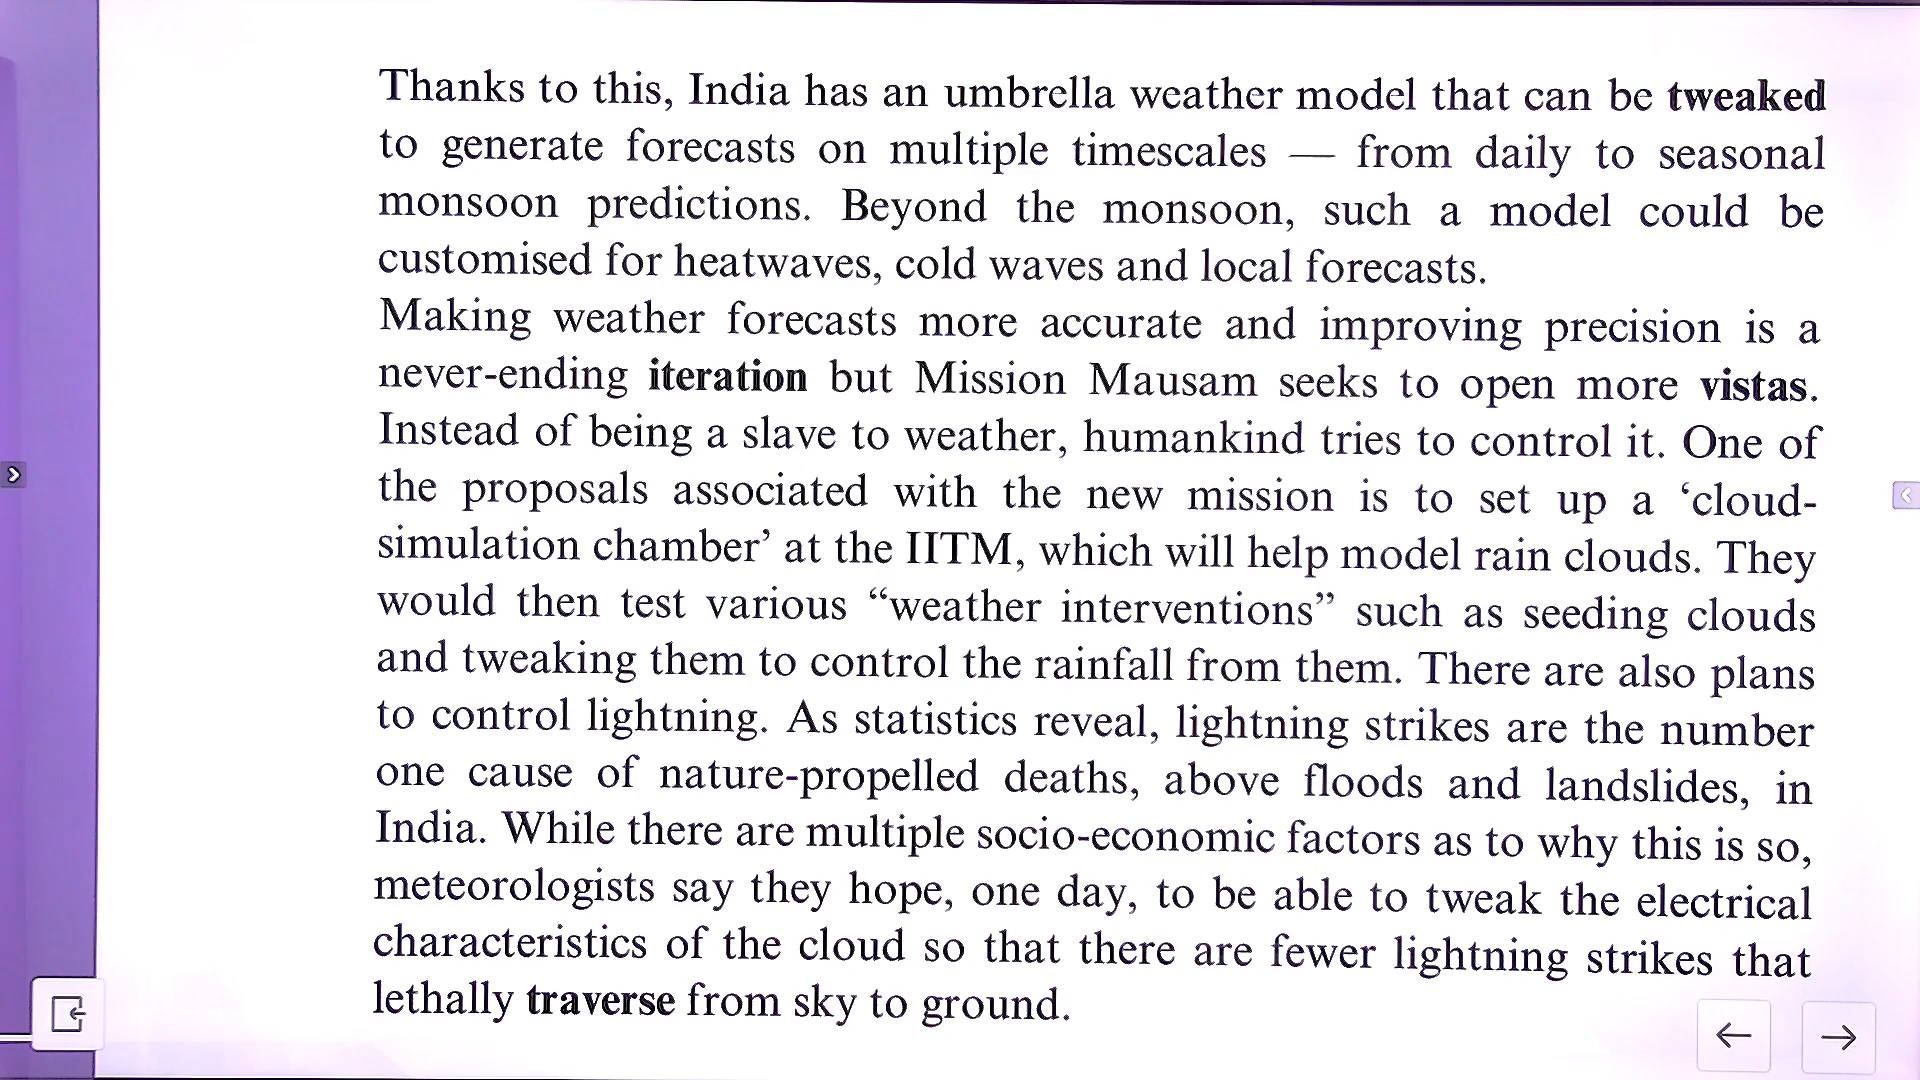 Thanks to this, India has an umbrella weather model that can be tweaked
to generate forecasts on multiple timescales — from daily to seasonal
monsoon predictions. Beyond the monsoon, such a model could be
customised for heatwaves, cold waves and local forecasts.
Making weather forecasts more accurate and improving precision is a
never-ending iteration but Mission Mausam seeks to open more vistas.
Instead of being a slave to weather, humankind tries to control it. One of
the proposals associated with the new mission is to set up a ‘cloud-
simulation chamber’ at the IITM, which will help model rain clouds. They
would then test various “weather interventions” such as seeding clouds
and tweaking them to control the rainfall from them. There are also plans
to control lightning. As statistics reveal, lightning strikes are the number
one cause of nature-propelled deaths, above floods and landslides, in
India. While there are multiple socio-economic factors as to why this is so,
meteorologists say they hope, one day, to be able to tweak the electrical
characteristics of the cloud so that there are fewer lightning strikes that
lethally traverse from sky to ground.